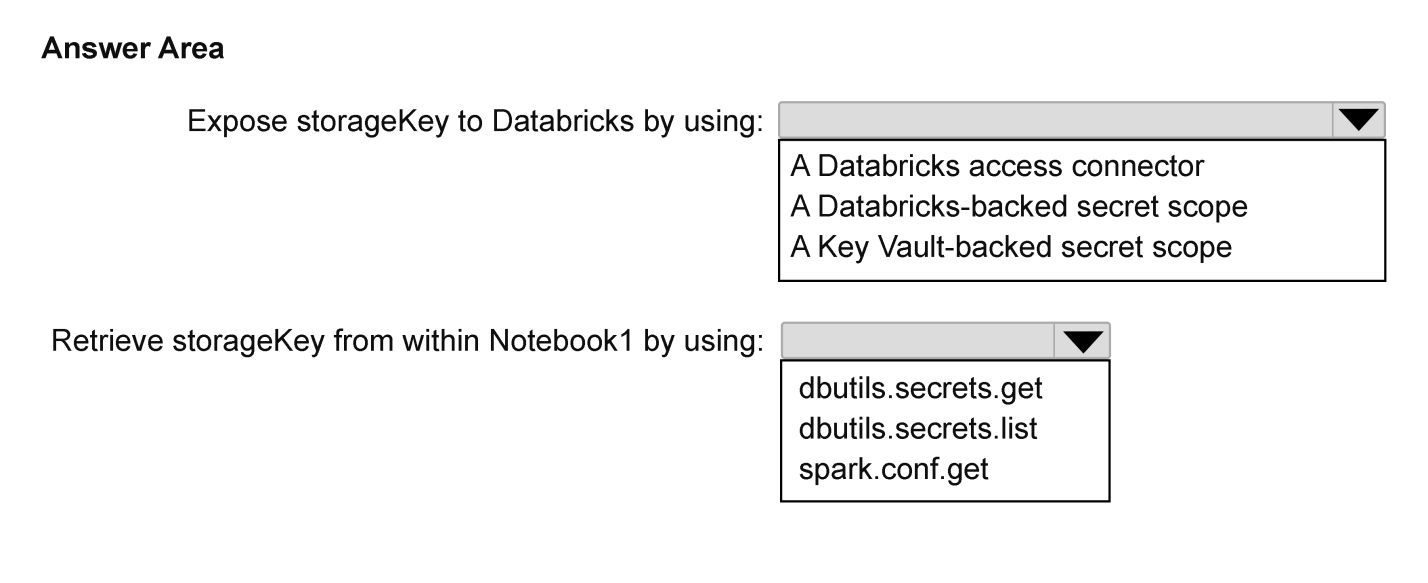 Answer Area
Expose storageKey to Databricks by using:
A Databricks access connector
A Databricks-backed secret scope
A Key Vault-backed secret scope
Retrieve storageKey from within Notebook1 by using:
dbutils.secrets.get
dbutils.secrets.list
spark.conf.get